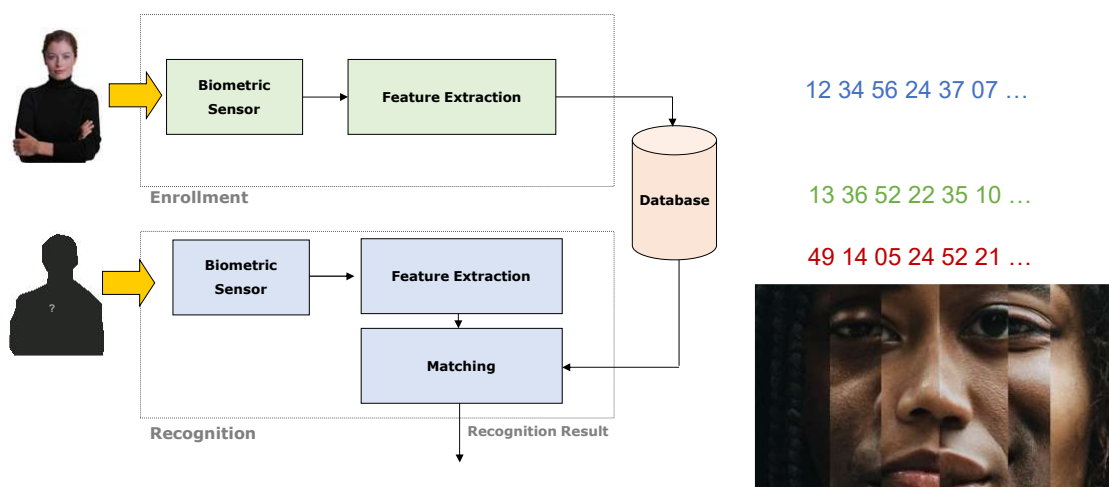 Biometric
Sensor
Feature Extraction
Enrollment
Database
12 34 56 24 37 07 …
13 36 52 22 35 10 …
49 14 05 24 52 21 …
?
Biometric
Sensor
Feature Extraction
Matching
Recognition
Recognition Result